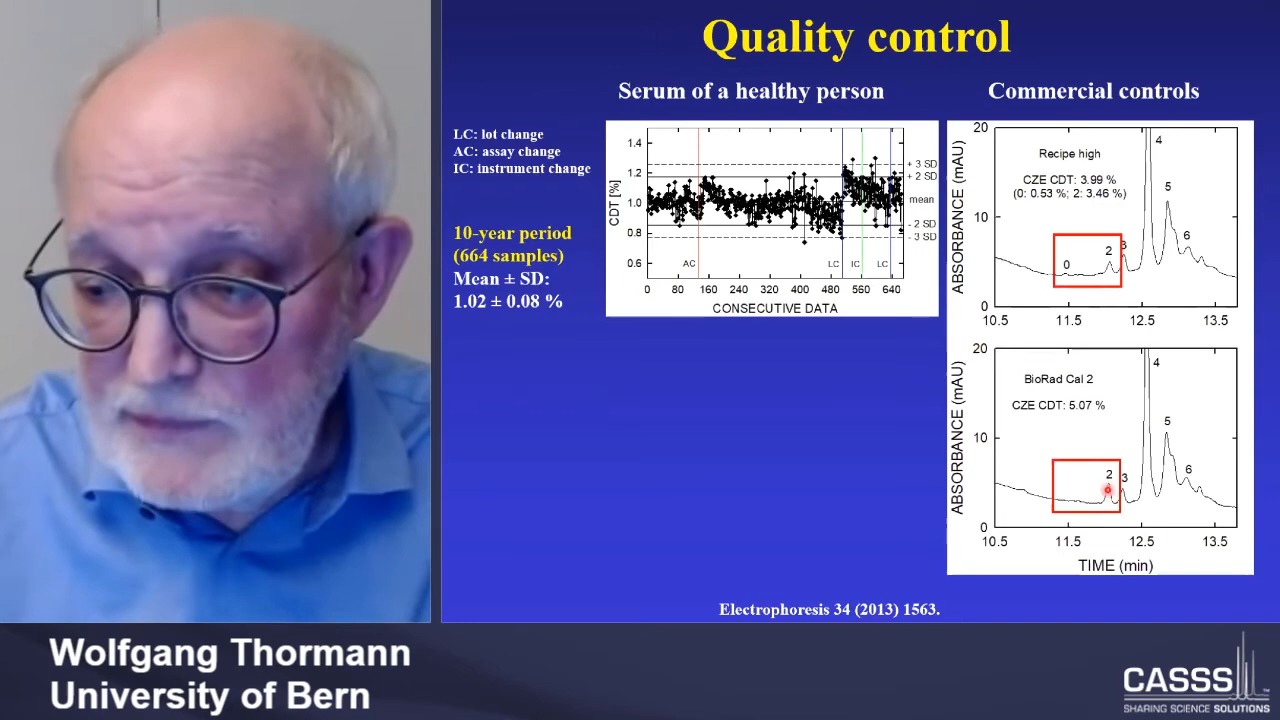 Quality control
Serum of a healthy person
Commercial controls
LC: lot change
AC: assay change
IC: instrument change
10-year period
(664 samples)
Mean ± SD:
1.02 ± 0.08 %
CDT [%]
1.4
1.2
1.0
0.8
0.6
+ 3 SD
+ 2 SD
mean
- 2 SD
- 3 SD
AC
LC
IC
LC
0 80 160 240 320 400 480 560 640
CONSECUTIVE DATA
ABSORBANCE (mAU)
20
10
0
Recipe high
CZE CDT: 3.99 %
(0: 0.53 %; 2: 3.46 %)
0
2
3
4
5
6
10.5 11.5 12.5 13.5
ABSORBANCE (mAU)
20
10
0
BioRad Cal 2
CZE CDT: 5.07 %
2
3
4
5
6
10.5 11.5 12.5 13.5
TIME (min)
Electrophoresis 34 (2013) 1563.
Wolfgang Thormann
University of Bern
CASSS
SHARING SCIENCE SOLUTIONS